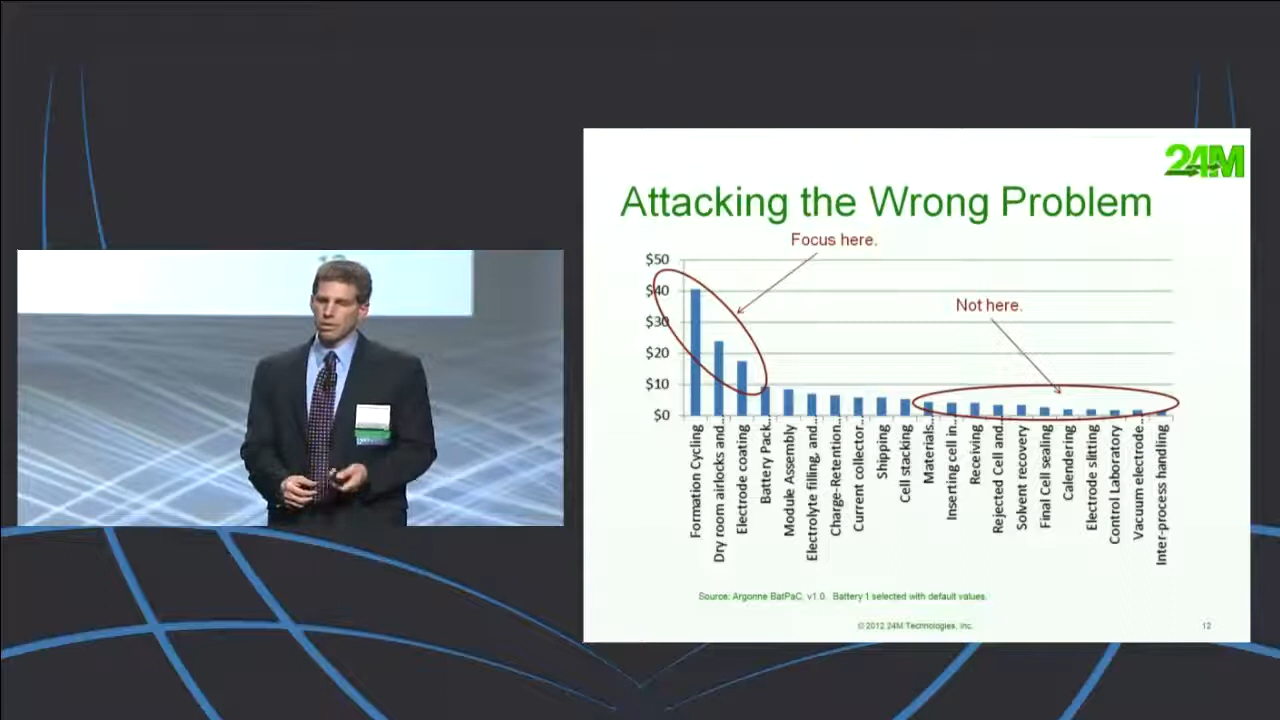 24M
Attacking the Wrong Problem
Focus here.
Not here.
$50
$40
$30
$20
$10
$0
Formation Cycling
Dry room airlocks and...
Electrode coating
Battery Pack...
Module Assembly
Electrolyte filling, and...
Charge-Retention...
Current collector...
Shipping
Cell stacking
Materials...
Inserting cell in...
Receiving
Rejected Cell and...
Solvent recovery
Final Cell sealing
Calendering
Electrode slitting
Control Laboratory
Vacuum electrode...
Inter-process handling
Source: Argonne BatPaC, v1.0. Battery 1 selected with default values.
© 2012 24M Technologies, Inc.
12